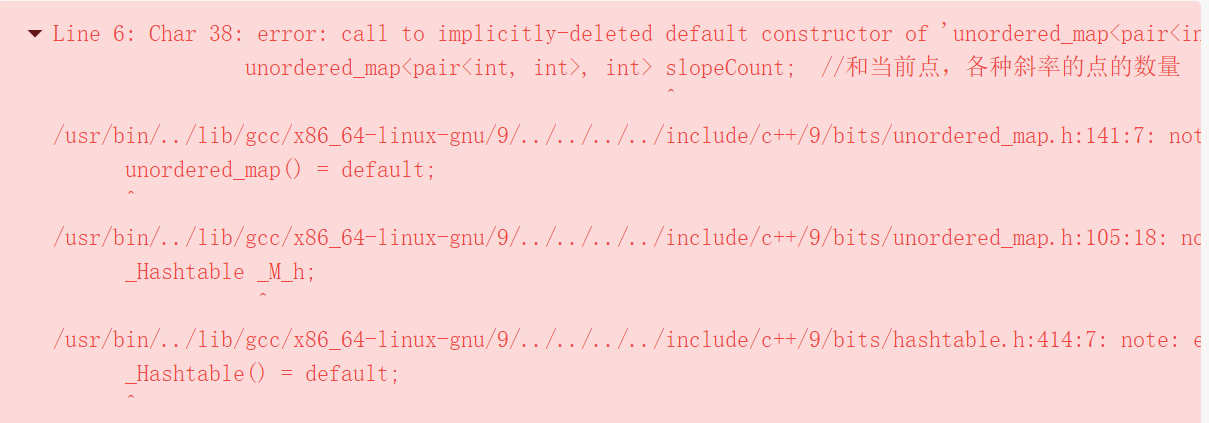 Line 6: Char 38: error: call to implicitly-deleted default constructor of 'unordered_map<pair<in
unordered_map<pair<int, int>, int> slopeCount;  //和当前点，各种斜率的点的数量
^
/usr/bin/../lib/gcc/x86_64-linux-gnu/9/../../../../include/c++/9/bits/unordered_map.h:141:7: not
unordered_map() = default;
^
/usr/bin/../lib/gcc/x86_64-linux-gnu/9/../../../../include/c++/9/bits/unordered_map.h:105:18: no
_Hashtable _M_h;
^
/usr/bin/../lib/gcc/x86_64-linux-gnu/9/../../../../include/c++/9/bits/hashtable.h:414:7: note: e
_Hashtable() = default;
^